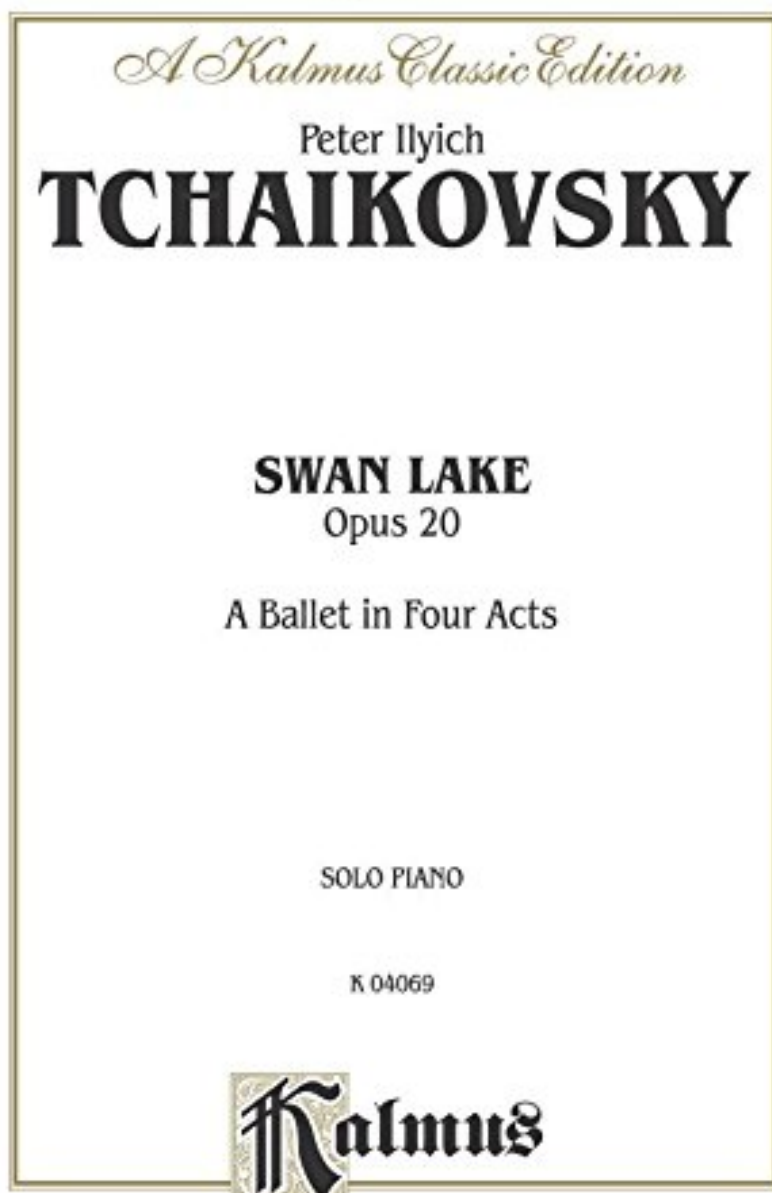 A Kalmus Classic Edition
Peter Ilyich
TCHAIKOVSKY
SWAN LAKE
Opus 20
A Ballet in Four Acts
SOLO PIANO
K 04069
Kalmus